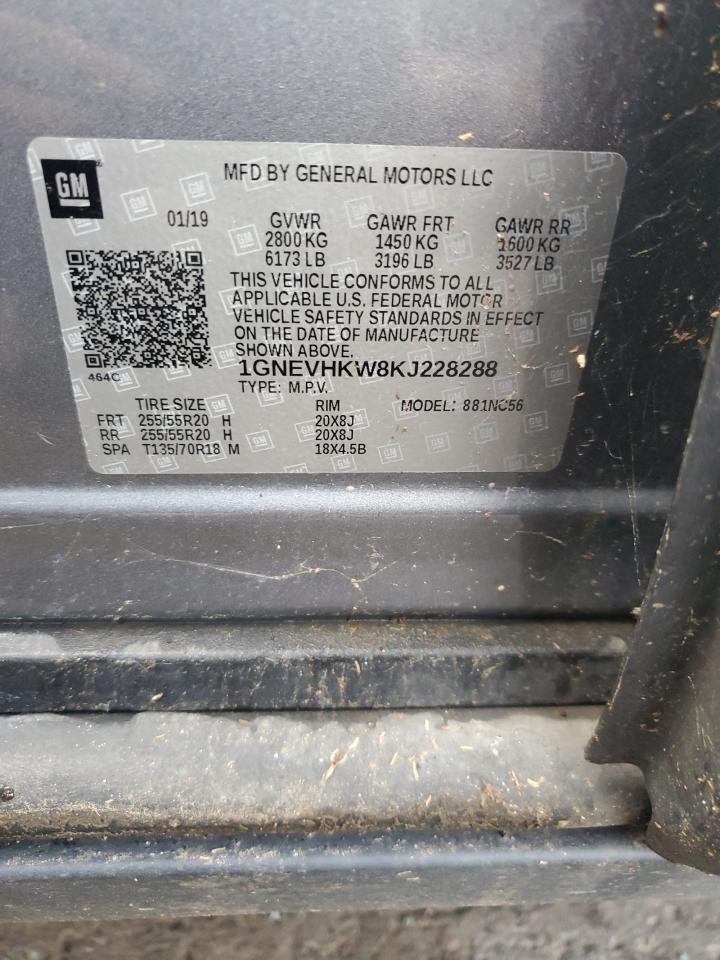 GM
MFD BY GENERAL MOTORS LLC
01/19 GVWR GAWR FRT GAWR RR
2800 KG 1450 KG 1600 KG
6173 LB 3196 LB 3527 LB
THIS VEHICLE CONFORMS TO ALL
APPLICABLE U.S. FEDERAL MOTOR
VEHICLE SAFETY STANDARDS IN EFFECT
ON THE DATE OF MANUFACTURE
SHOWN ABOVE.
464C
1GNEVHKW8KJ228288
TYPE: M.P.V.
TIRE SIZE RIM MODEL: 881NC56
FRT 255/55R20 H 20X8J
RR 255/55R20 H 20X8J
SPA T135/70R18 M 18X4.5B